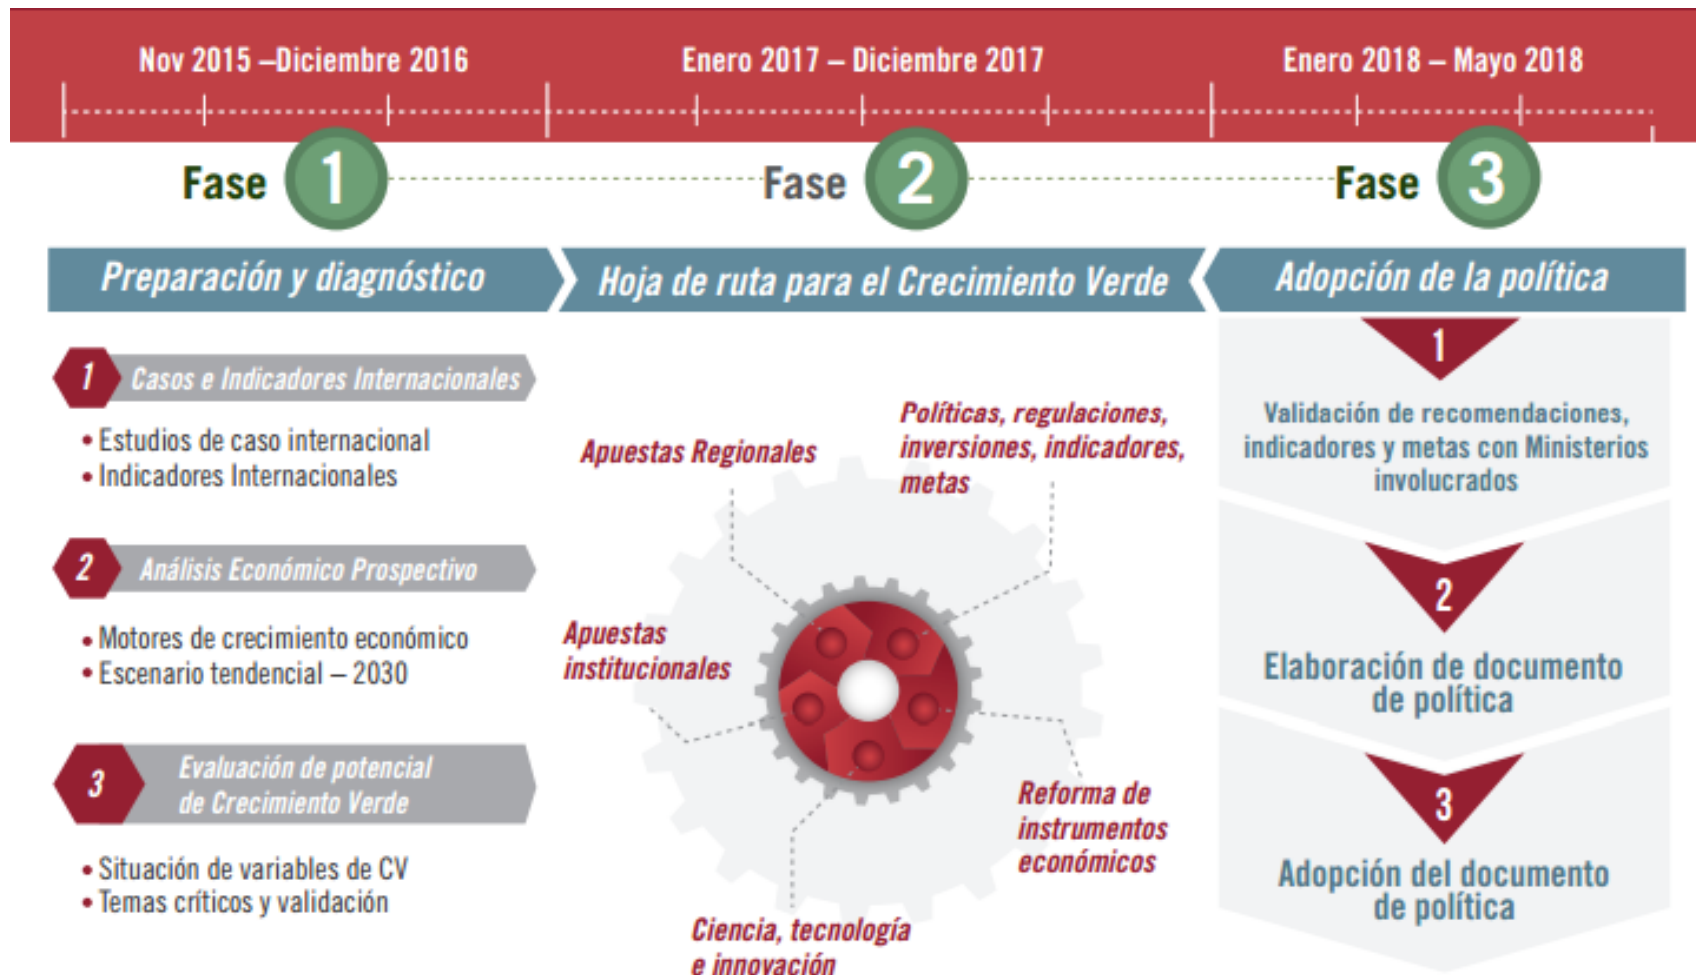 Nov 2015 –Diciembre 2016
Enero 2017 – Diciembre 2017
Enero 2018 – Mayo 2018
Fase 1
Fase 2
Fase 3
Preparación y diagnóstico
Hoja de ruta para el Crecimiento Verde
Adopción de la política
1 Casos e Indicadores Internacionales
• Estudios de caso internacional
• Indicadores Internacionales
2 Análisis Económico Prospectivo
• Motores de crecimiento económico
• Escenario tendencial – 2030
3 Evaluación de potencial
de Crecimiento Verde
• Situación de variables de CV
• Temas críticos y validación
Apuestas Regionales
Políticas, regulaciones,
inversiones, indicadores,
metas
Apuestas
institucionales
Reforma de
instrumentos
económicos
Ciencia, tecnología
e innovación
1
Validación de recomendaciones,
indicadores y metas con Ministerios
involucrados
2
Elaboración de documento
de política
3
Adopción del documento
de política